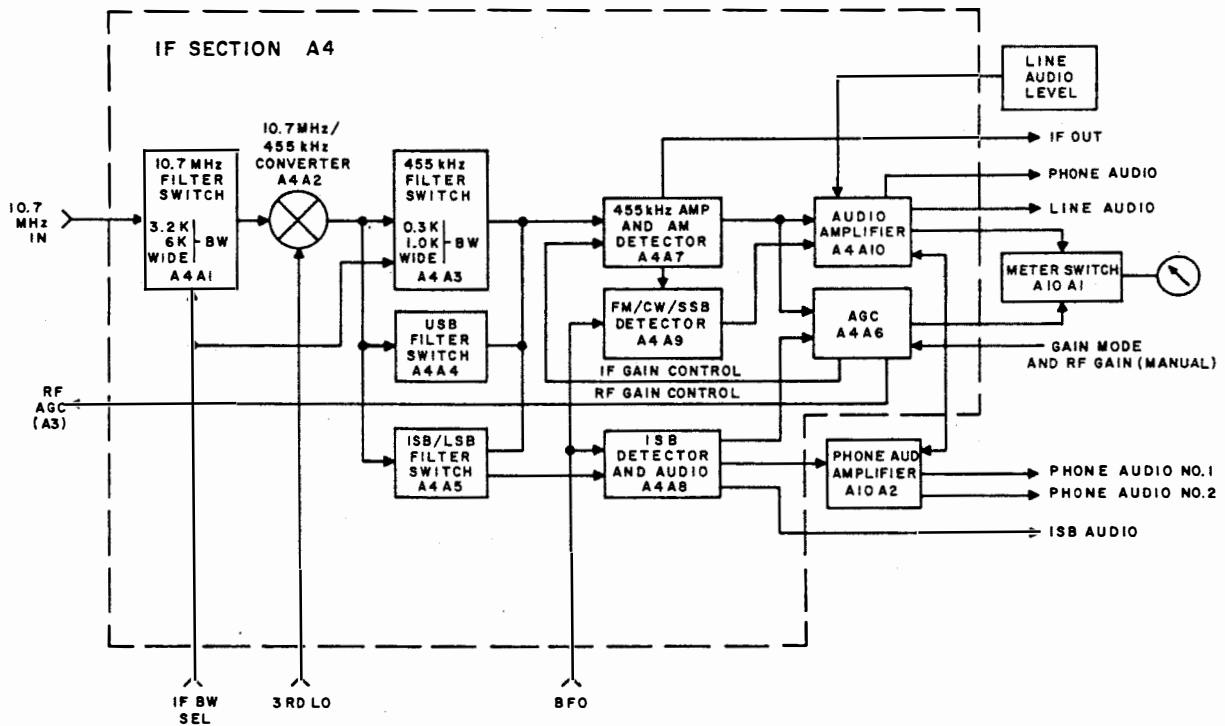 IF SECTION A4
LINE
AUDIO
LEVEL
10.7 MHz/
455 kHz
CONVERTER
A4A2
10.7 MHz
FILTER
SWITCH
3.2 K
6K
WIDE
BW
A4A1
455 kHz
FILTER
SWITCH
0.3K
1.0K
WIDE
BW
A4A3
10.7
MHz
IN
IF OUT
PHONE AUDIO
LINE AUDIO
455kHz AMP
AND AM
DETECTOR
A4A7
AUDIO
AMPLIFIER
A4A10
METER SWITCH
A10A1
FM/CW/SSB
DETECTOR
A4A9
AGC
A4A6
USB
FILTER
SWITCH
A4A4
IF GAIN CONTROL
RF GAIN CONTROL
GAIN MODE
AND RF GAIN (MANUAL)
RF
AGC
(A3)
ISB/LSB
FILTER
SWITCH
A4A5
ISB
DETECTOR
AND AUDIO
A4A8
PHONE AUD
AMPLIFIER
A10A2
PHONE AUDIO NO.1
PHONE AUDIO NO.2
ISB AUDIO
IF BW
SEL
3RD LO
BFO